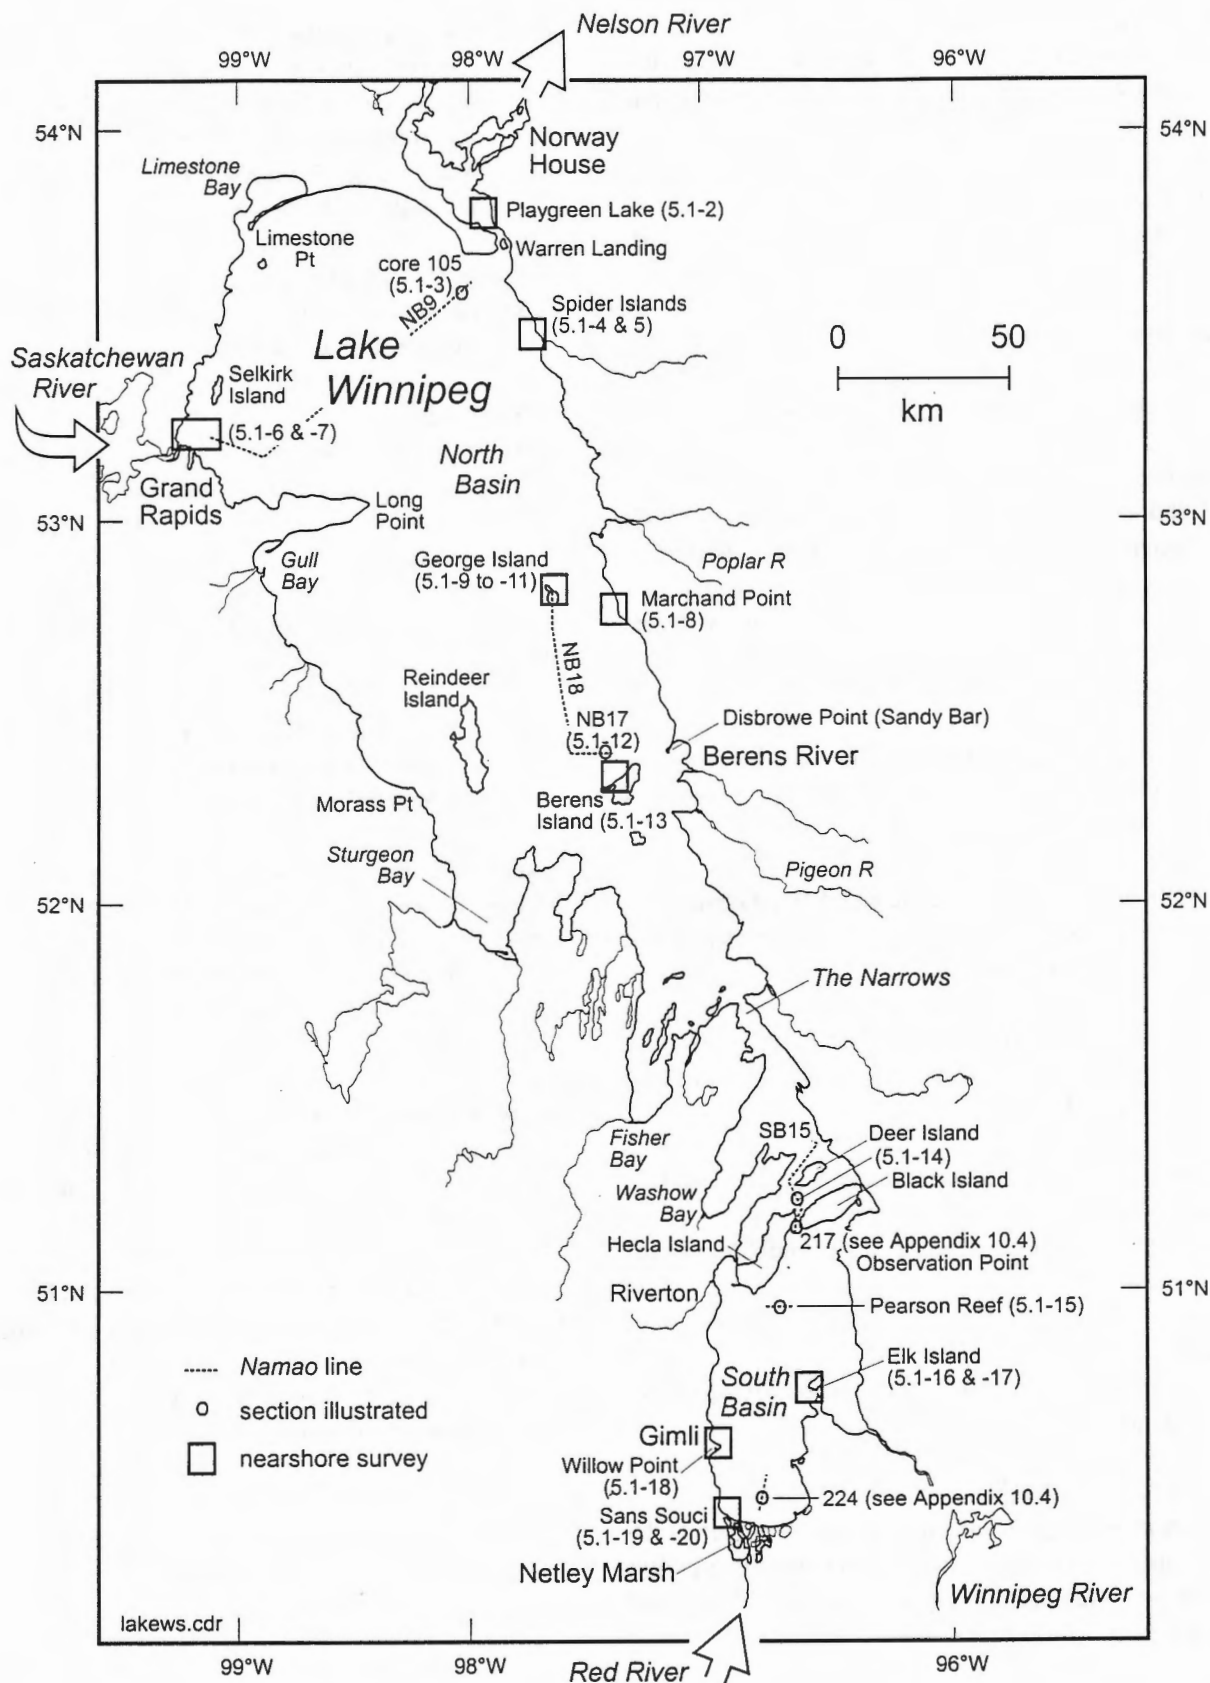 Nelson River
99°W
98°W
97°W
96°W
54°N
54°N
Norway
House
Limestone
Bay
Playgreen Lake (5.1-2)
Limestone
Pt
Warren Landing
core 105
(5.1-3)
NB9
Spider Islands
(5.1-4 & 5)
0 50
km
Lake
Winnipeg
Saskatchewan
River
Selkirk
Island
(5.1-6 & -7)
North
Basin
Grand
Rapids
Long
Point
53°N
53°N
Gull
Bay
George Island
(5.1-9 to -11)
Poplar R
Marchand Point
(5.1-8)
NB18
Reindeer
Island
NB17
(5.1-12)
Disbrowe Point (Sandy Bar)
Berens River
Morass Pt
Berens
Island (5.1-13
Sturgeon
Bay
Pigeon R
52°N
52°N
The Narrows
SB15
Deer Island
(5.1-14)
Fisher
Bay
Black Island
Washow
Bay
217 (see Appendix 10.4)
Observation Point
Hecla Island
51°N
51°N
Riverton
Pearson Reef (5.1-15)
Namao line
section illustrated
nearshore survey
South
Basin
Elk Island
(5.1-16 & -17)
Gimli
Willow Point
(5.1-18)
224 (see Appendix 10.4)
Sans Souci
(5.1-19 & -20)
Netley Marsh
Winnipeg River
lakews.cdr
99°W
98°W
Red River
96°W